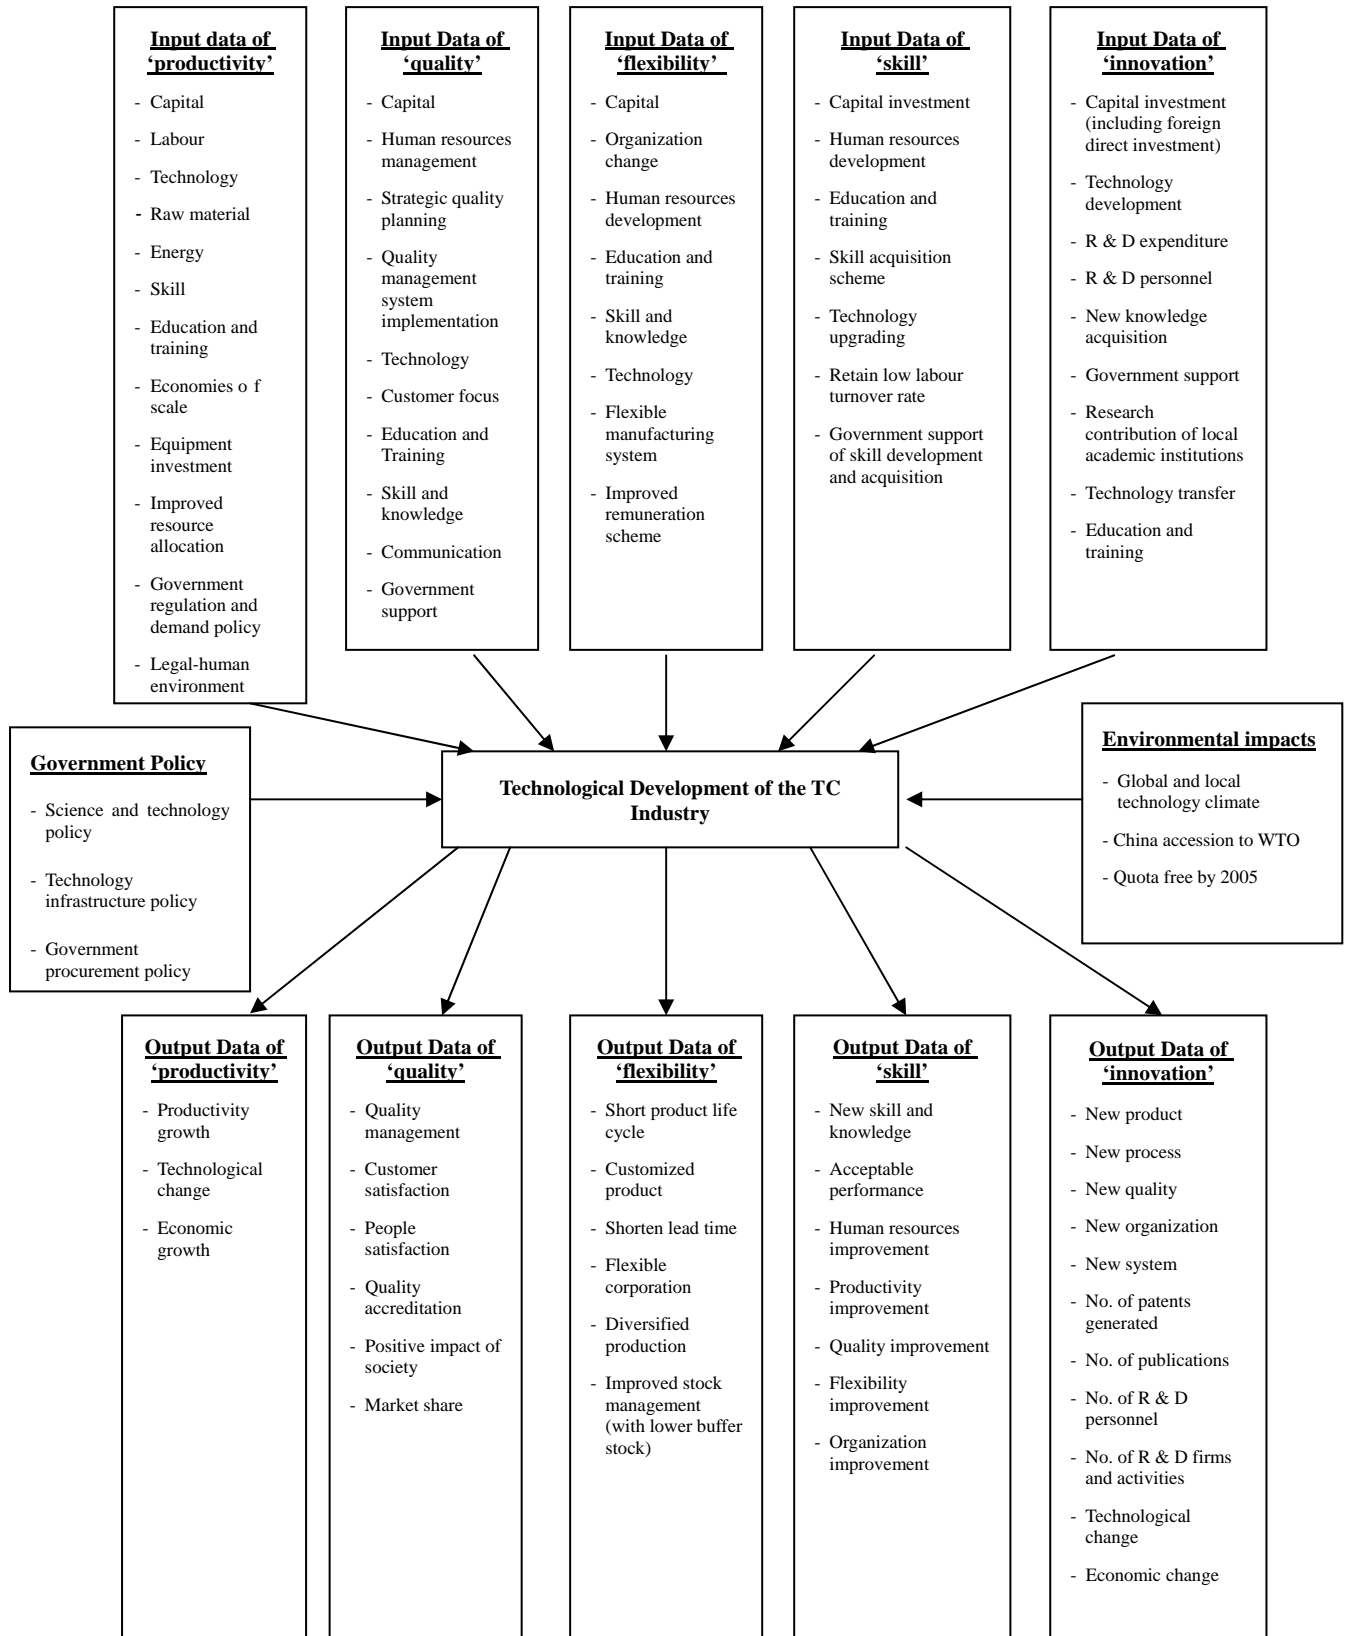 Input data of
‘productivity’
- Capital
- Labour
- Technology
- Raw material
- Energy
- Skill
- Education and
training
- Economies o f
scale
- Equipment
investment
- Improved
resource
allocation
- Government
regulation and
demand policy
- Legal-human
environment
Input Data of
‘quality’
- Capital
- Human resources
management
- Strategic quality
planning
- Quality
management
system
implementation
- Technology
- Customer focus
- Education and
Training
- Skill and
knowledge
- Communication
- Government
support
Input Data of
‘flexibility’
- Capital
- Organization
change
- Human resources
development
- Education and
training
- Skill and
knowledge
- Technology
- Flexible
manufacturing
system
- Improved
remuneration
scheme
Input Data of
‘skill’
- Capital investment
- Human resources
development
- Education and
training
- Skill acquisition
scheme
- Technology
upgrading
- Retain low labour
turnover rate
- Government support
of skill development
and acquisition
Input Data of
‘innovation’
- Capital investment
(including foreign
direct investment)
- Technology
development
- R & D expenditure
- R & D personnel
- New knowledge
acquisition
- Government support
- Research
contribution of local
academic institutions
- Technology transfer
- Education and
training
Government Policy
- Science and technology
policy
- Technology
infrastructure policy
- Government
procurement policy
Technological Development of the TC
Industry
Environmental impacts
- Global and local
technology climate
- China accession to WTO
- Quota free by 2005
Output Data of
‘productivity’
- Productivity
growth
- Technological
change
- Economic
growth
Output Data of
‘quality’
- Quality
management
- Customer
satisfaction
- People
satisfaction
- Quality
accreditation
- Positive impact of
society
- Market share
Output Data of
‘flexibility’
- Short product life
cycle
- Customized
product
- Shorten lead time
- Flexible
corporation
- Diversified
production
- Improved stock
management
(with lower buffer
stock)
Output Data of
‘skill’
- New skill and
knowledge
- Acceptable
performance
- Human resources
improvement
- Productivity
improvement
- Quality improvement
- Flexibility
improvement
- Organization
improvement
Output Data of
‘innovation’
- New product
- New process
- New quality
- New organization
- New system
- No. of patents
generated
- No. of publications
- No. of R & D
personnel
- No. of R & D firms
and activities
- Technological
change
- Economic change